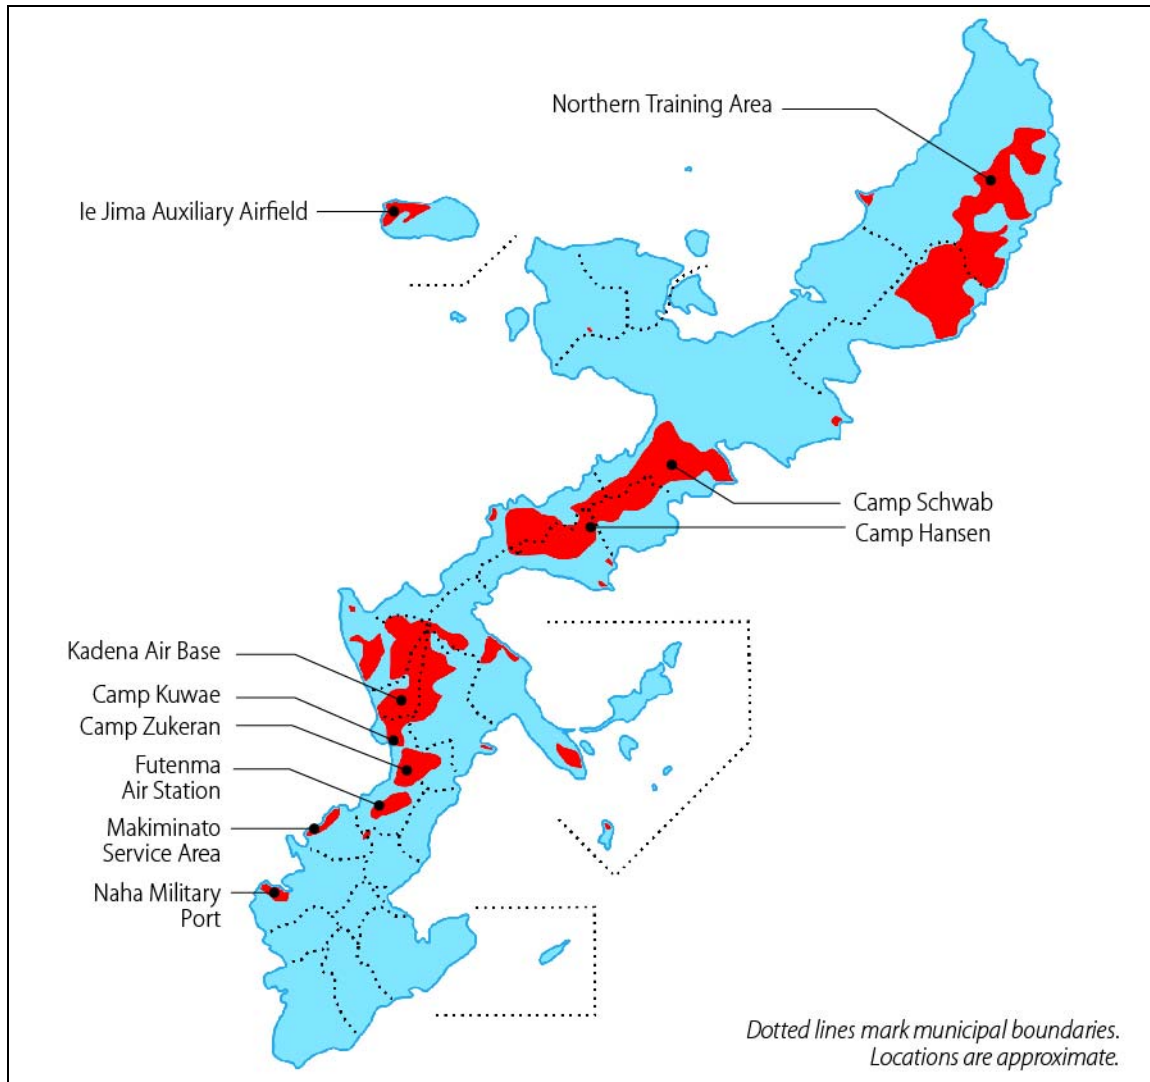 Northern Training Area
Ie Jima Auxiliary Airfield
Camp Schwab
Camp Hansen
Kadena Air Base
Camp Kuwae
Camp Zukeran
Futenma
Air Station
Makiminato
Service Area
Naha Military
Port
Dotted lines mark municipal boundaries.
Locations are approximate.